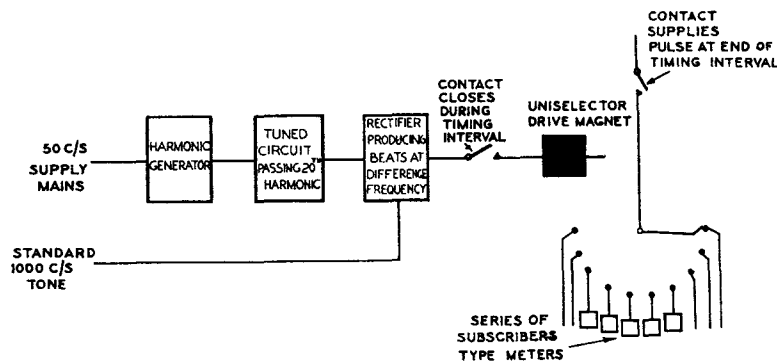 CONTACT
SUPPLIES
PULSE AT END OF
TIMING INTERVAL
CONTACT
CLOSES
DURING
TIMING
INTERVAL
UNISELECTOR
DRIVE MAGNET
50 C/S
SUPPLY
MAINS
HARMONIC
GENERATOR
TUNED
CIRCUIT
PASSING 20TH
HARMONIC
RECTIFIER
PRODUCING
BEATS AT
DIFFERENCE
FREQUENCY
STANDARD
1000 C/S
TONE
SERIES OF
SUBSCRIBERS
TYPE METERS